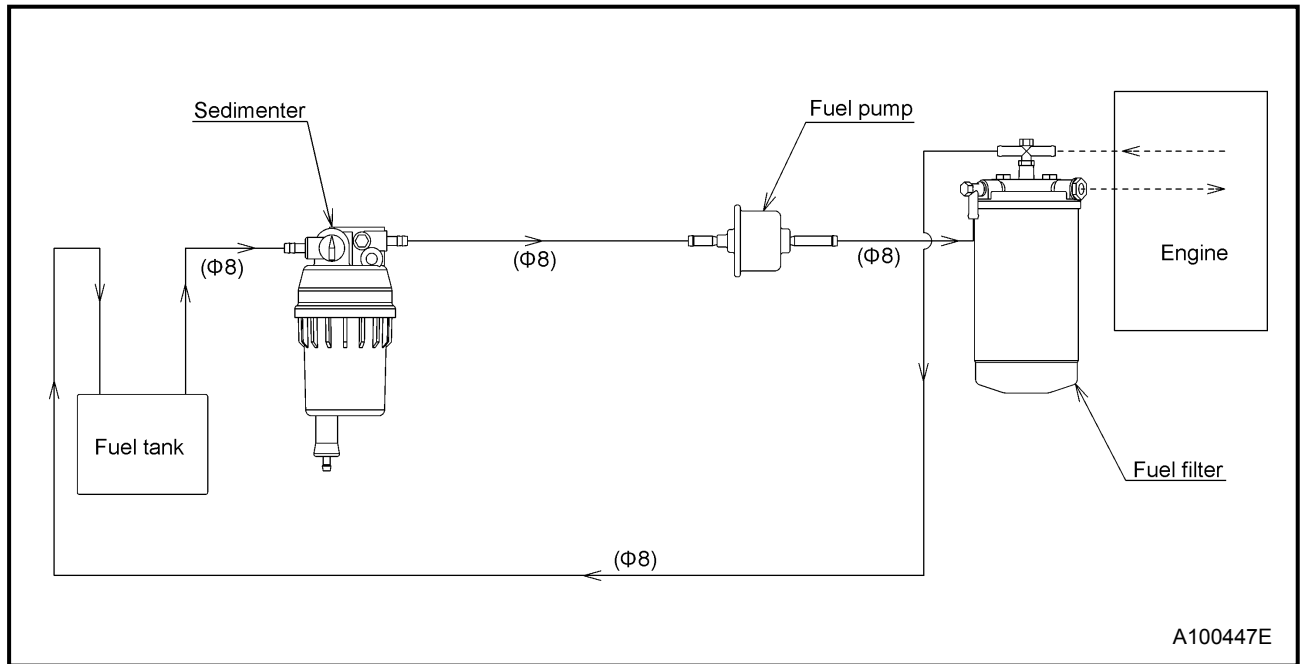 Sedimenter
Fuel pump
(Φ8)
(Φ8)
(Φ8)
Engine
Fuel tank
Fuel filter
(Φ8)
A100447E